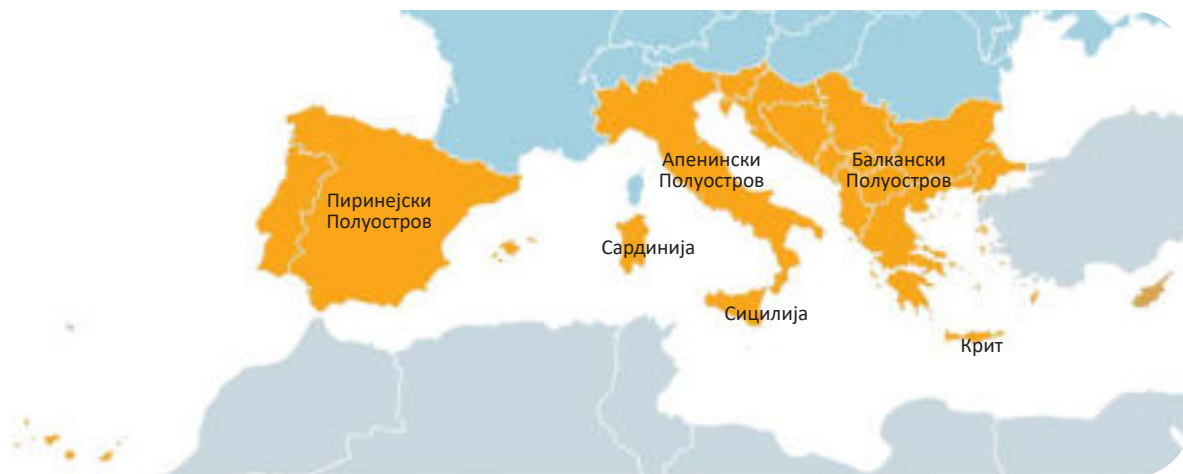 Пиринејски
Полуостров
Апенински
Полуостров
Балкански
Полуостров
Сардинија
Сицилија
Крит